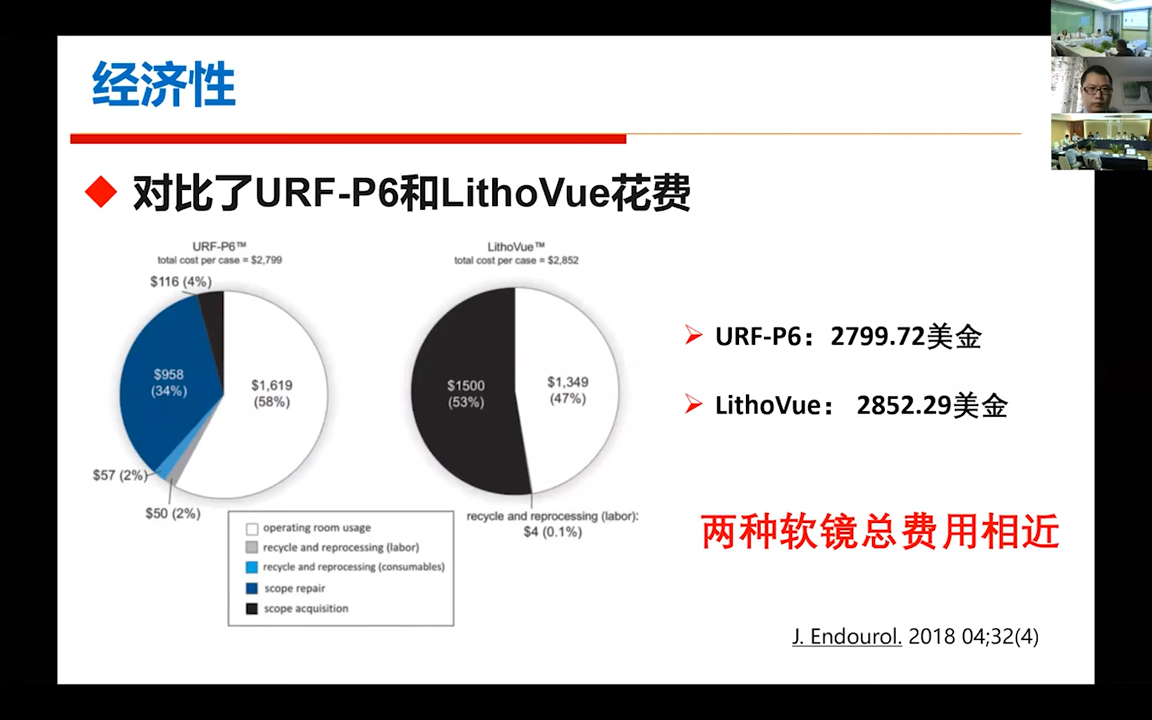 经济性
对比了URF-P6和LithoVue花费
URF-P6™
total cost per case = $2,799
$116 (4%)
$958
(34%)
$1,619
(58%)
$57 (2%)
$50 (2%)
LithoVue™
total cost per case = $2,852
$1500
(53%)
$1,349
(47%)
recycle and reprocessing (labor):
$4 (0.1%)
operating room usage
recycle and reprocessing (labor)
recycle and reprocessing (consumables)
scope repair
scope acquisition
URF-P6：2799.72美金
LithoVue： 2852.29美金
两种软镜总费用相近
J. Endourol. 2018 04;32(4)